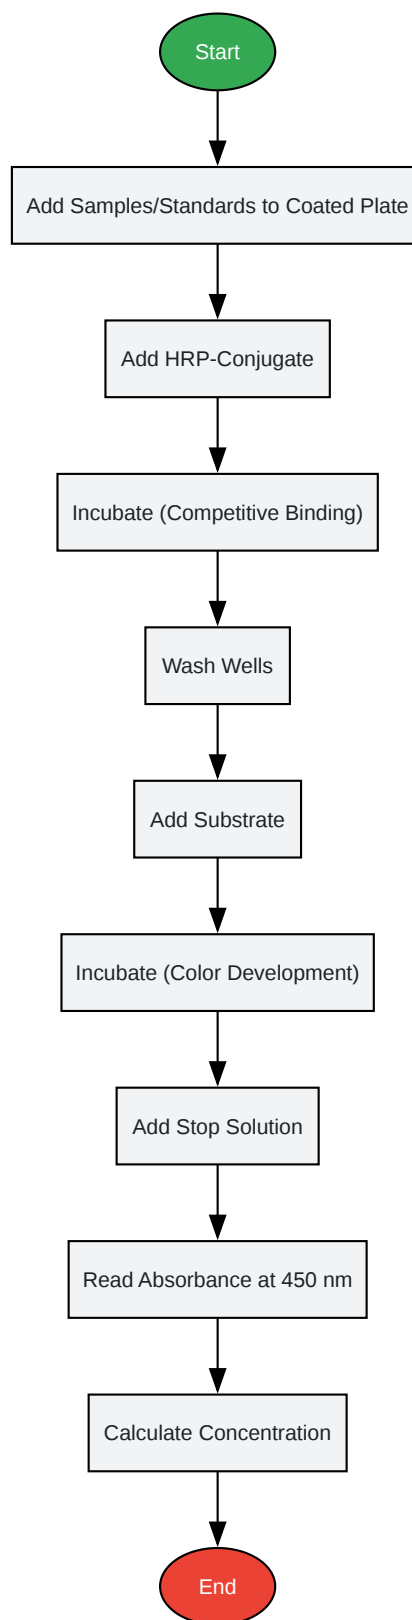 Start
Add Samples/Standards to Coated Plate
Add HRP-Conjugate
Incubate (Competitive Binding)
Wash Wells
Add Substrate
Incubate (Color Development)
Add Stop Solution
Read Absorbance at 450 nm
Calculate Concentration
End